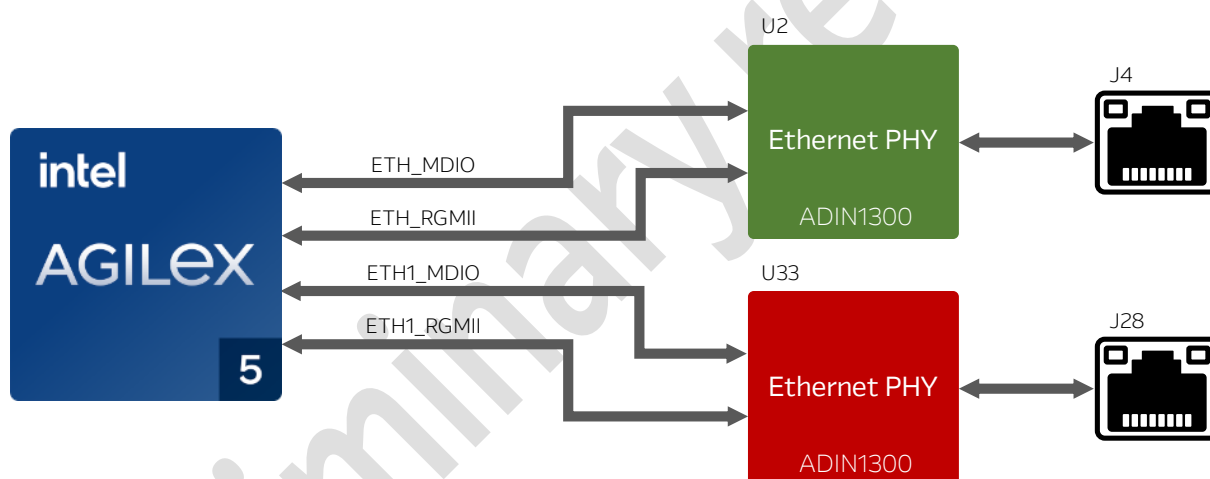 U2
J4
Ethernet PHY
ADIN1300
intel
AGILEX
5
ETH_MDIO
ETH_RGMII
ETH1_MDIO
ETH1_RGMII
U33
J28
Ethernet PHY
ADIN1300